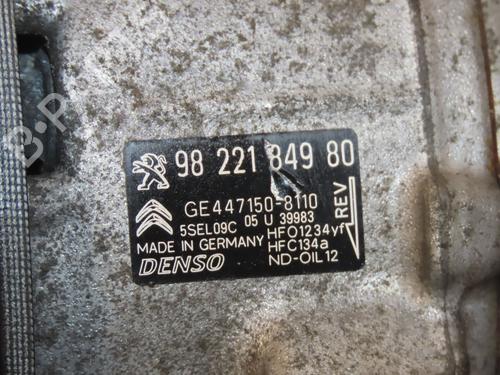 98 221 849 80
GE447150-8110
5SEL09C 05 U 39983
MADE IN GERMANY
HFO1234yf
HFC134a
DENSO
ND-OIL12
REV